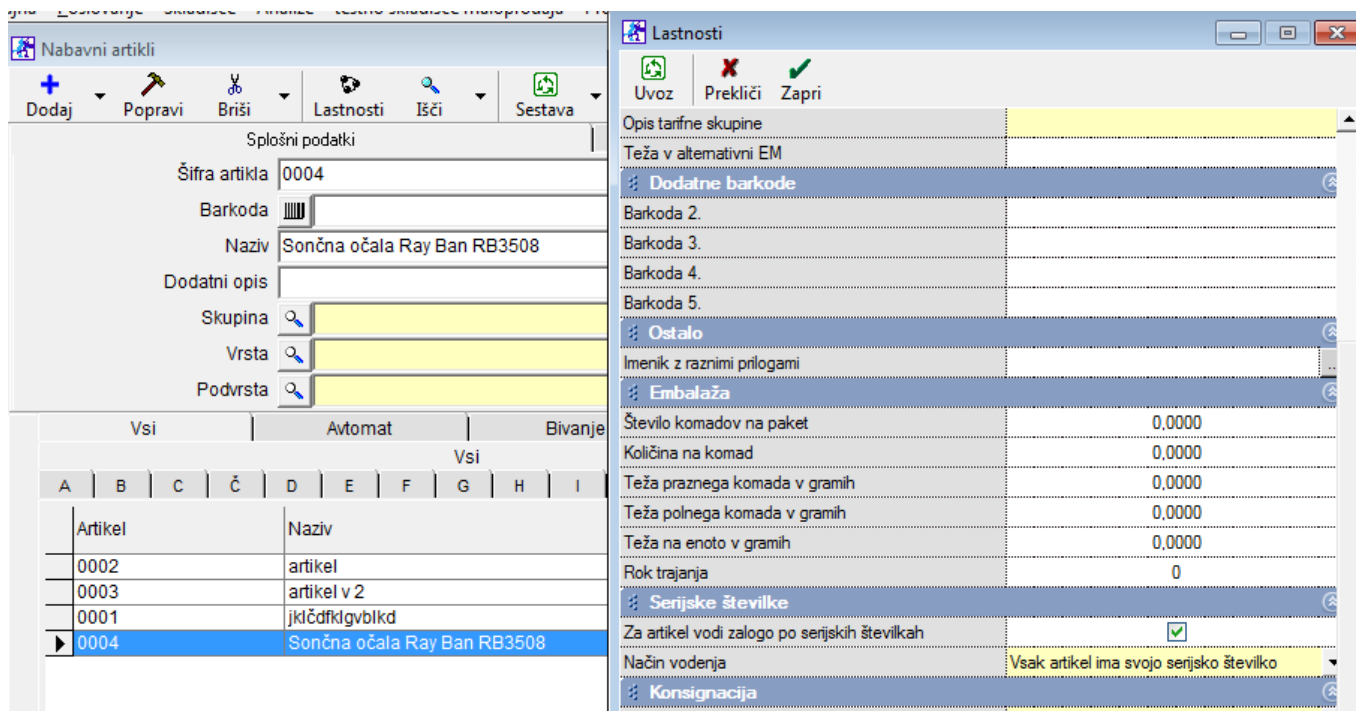 Nabavni artikli
Dodaj Popravi Briši Lastnosti Išči Sestava
Splošni podatki
Šifra artikla 0004
Barkoda
Naziv Sončna očala Ray Ban RB3508
Dodatni opis
Skupina
Vrsta
Podvrsta
Vsi Avtomat Bivanje
Vsi
A B C Č D E F G H I
Artikel Naziv
0002 artikel
0003 artikel v 2
0001 jklčdfklgvblkd
0004 Sončna očala Ray Ban RB3508
Lastnosti
Uvoz Prekliči Zapri
Opis tarifne skupine
Teža v alternativni EM
Dodatne barkode
Barkoda 2.
Barkoda 3.
Barkoda 4.
Barkoda 5.
Ostalo
Imenik z raznimi prilogami
Embalaža
Število komadov na paket 0,0000
Količina na komad 0,0000
Teža praznega komada v gramih 0,0000
Teža polnega komada v gramih 0,0000
Teža na enoto v gramih 0,0000
Rok trajanja 0
Serijske številke
Za artikel vodi zalogo po serijskih številkah
Način vodenja Vsak artikel ima svojo serijsko številko
Konsignacija